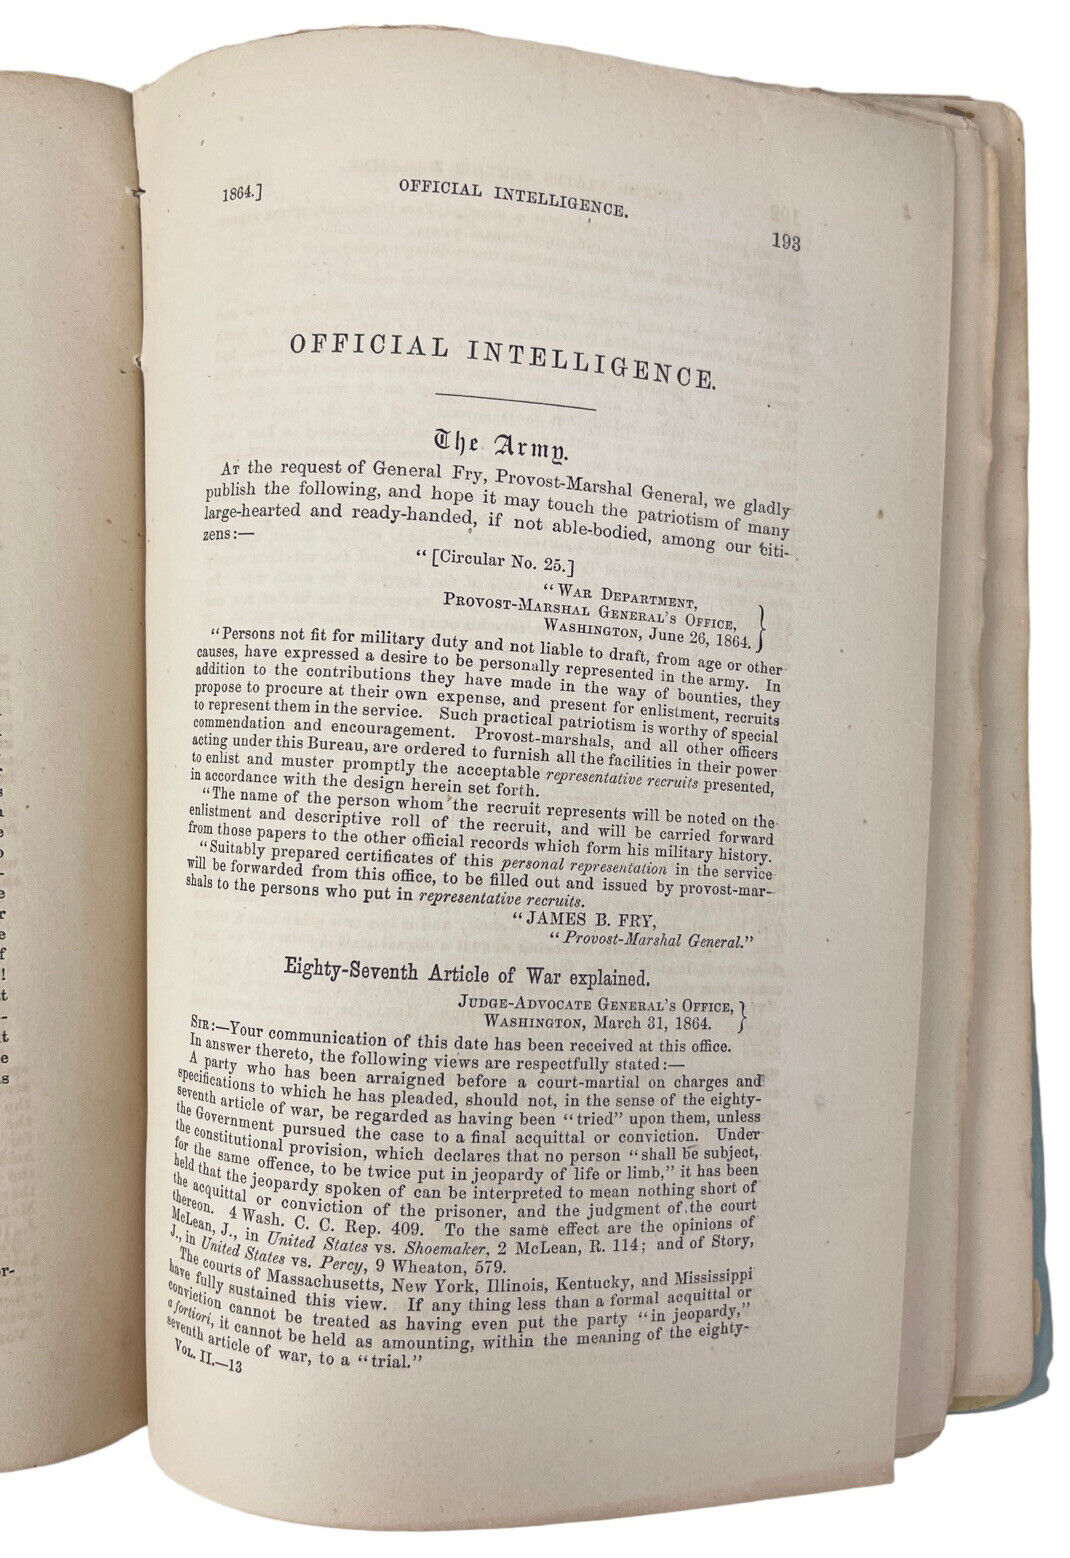 1864.] OFFICIAL INTELLIGENCE. 193
OFFICIAL INTELLIGENCE.
The Army.
At the request of General Fry, Provost-Marshal General, we gladly
publish the following, and hope it may touch the patriotism of many
large-hearted and ready-handed, if not able-bodied, among our citi-
zens:—
"[Circular No. 25.]
"War Department,
Provost-Marshal General's Office,
Washington, June 26, 1864.
"Persons not fit for military duty and not liable to draft, from age or other
causes, have expressed a desire to be personally represented in the army. In
addition to the contributions they have made in the way of bounties, they
propose to procure at their own expense, and present for enlistment, recruits
to represent them in the service. Such practical patriotism is worthy of special
commendation and encouragement. Provost-marshals, and all other officers
acting under this Bureau, are ordered to furnish all the facilities in their power
to enlist and muster promptly the acceptable representative recruits presented,
in accordance with the design herein set forth.
"The name of the person whom the recruit represents will be noted on the
enlistment and descriptive roll of the recruit, and will be carried forward
from those papers to the other official records which form his military history.
"Suitably prepared certificates of this personal representation in the service
will be forwarded from this office, to be filled out and issued by provost-mar-
shals to the persons who put in representative recruits.
"JAMES B. FRY,
"Provost-Marshal General."
Eighty-Seventh Article of War explained.
Judge-Advocate General's Office,
Washington, March 31, 1864.
Sir:—Your communication of this date has been received at this office.
In answer thereto, the following views are respectfully stated:—
A party who has been arraigned before a court-martial on charges and
specifications to which he has pleaded, should not, in the sense of the eighty-
seventh article of war, be regarded as having been "tried" upon them, unless
the Government pursued the case to a final acquittal or conviction. Under
the constitutional provision, which declares that no person "shall be subject,
for the same offence, to be twice put in jeopardy of life or limb," it has been
held that the jeopardy spoken of can be interpreted to mean nothing short of
the acquittal or conviction of the prisoner, and the judgment of the court
thereon. 4 Wash. C. C. Rep. 409. To the same effect are the opinions of
McLean, J., in United States vs. Shoemaker, 2 McLean, R. 114; and of Story,
J., in United States vs. Percy, 9 Wheaton, 579.
The courts of Massachusetts, New York, Illinois, Kentucky, and Mississippi
have fully sustained this view. If any thing less than a formal acquittal or
conviction cannot be treated as having even put the party "in jeopardy,"
a fortiori, it cannot be held as amounting, within the meaning of the eighty-
seventh article of war, to a "trial."
Vol. II.—13